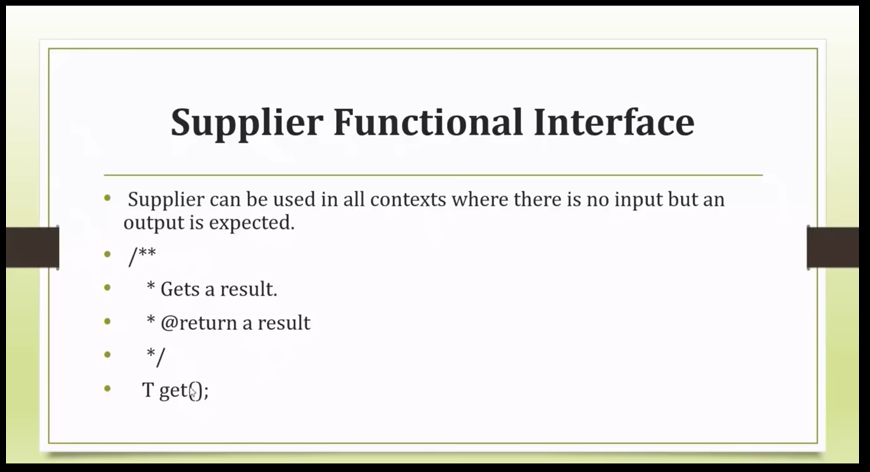 Supplier Functional Interface
• Supplier can be used in all contexts where there is no input but an
output is expected.
• /**
• * Gets a result.
• * @return a result
• */
• T get();